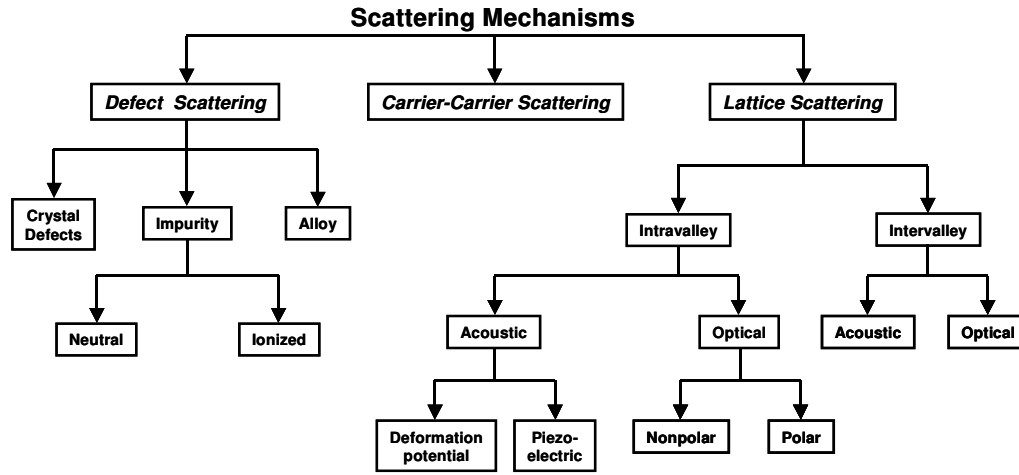 Scattering Mechanisms
Defect Scattering
Carrier-Carrier Scattering
Lattice Scattering
Crystal
Defects
Impurity
Alloy
Intravalley
Intervalley
Neutral
Ionized
Acoustic
Optical
Acoustic
Optical
Deformation
potential
Piezo-
electric
Nonpolar
Polar